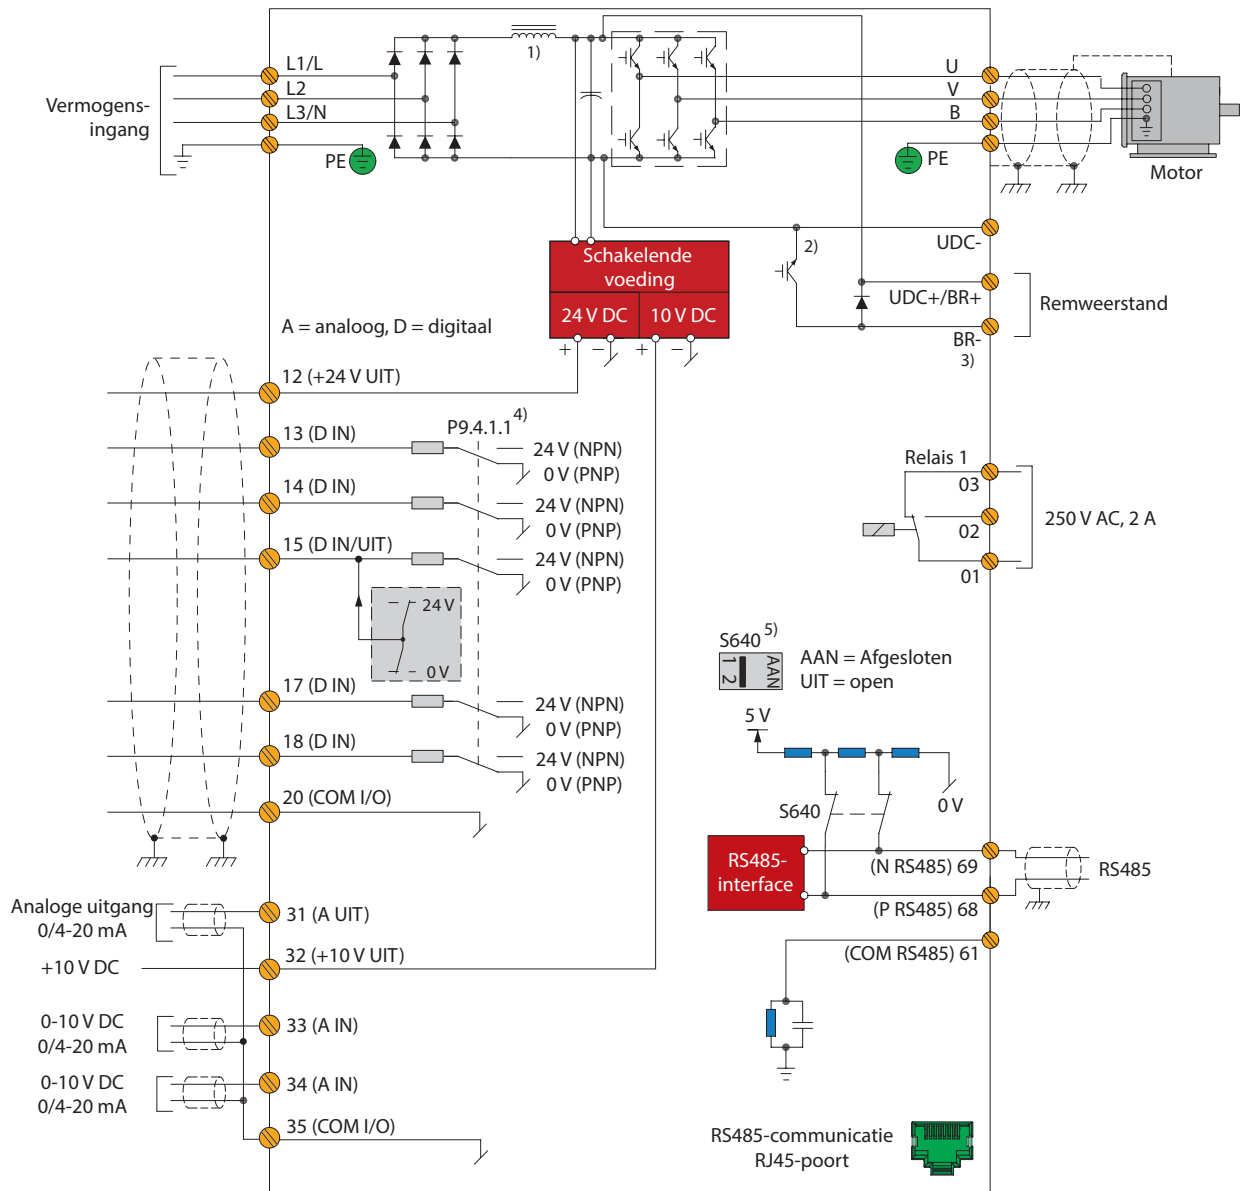 Vermogens-
ingang
L1/L
L2
L3/N
PE
1)
U
V
B
PE
Motor
UDC-
2)
UDC+/BR+
Remweerstand
BR-
3)
Schakelende
voeding
24 V DC
10 V DC
+
−
+
−
A = analoog, D = digitaal
12 (+24 V UIT)
13 (D IN)
P9.4.1.1 4)
24 V (NPN)
0 V (PNP)
14 (D IN)
24 V (NPN)
0 V (PNP)
15 (D IN/UIT)
24 V (NPN)
0 V (PNP)
24 V
0 V
17 (D IN)
24 V (NPN)
0 V (PNP)
18 (D IN)
24 V (NPN)
0 V (PNP)
20 (COM I/O)
Relais 1
03
02
01
250 V AC, 2 A
S640 5)
1 2
AAN
AAN = Afgesloten
UIT = open
5 V
0 V
S640
RS485-
interface
(N RS485) 69
(P RS485) 68
RS485
(COM RS485) 61
Analoge uitgang
0/4-20 mA
31 (A UIT)
+10 V DC
32 (+10 V UIT)
0-10 V DC
0/4-20 mA
33 (A IN)
0-10 V DC
0/4-20 mA
34 (A IN)
35 (COM I/O)
RS485-communicatie
RJ45-poort